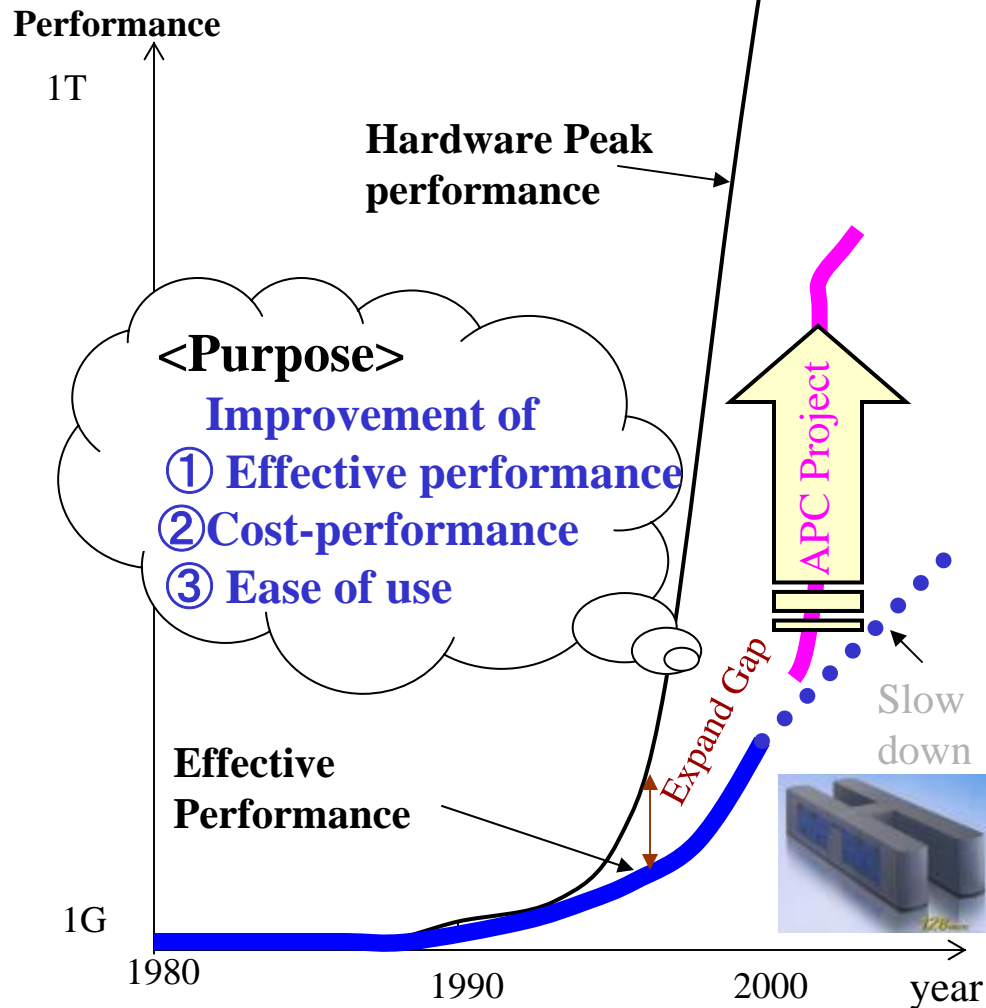 Performance
1T
Hardware Peak
performance
<Purpose>
Improvement of
① Effective performance
②Cost-performance
③ Ease of use
APC Project
Expand Gap
Slow
down
Effective
Performance
1G
1980
1990
2000
year